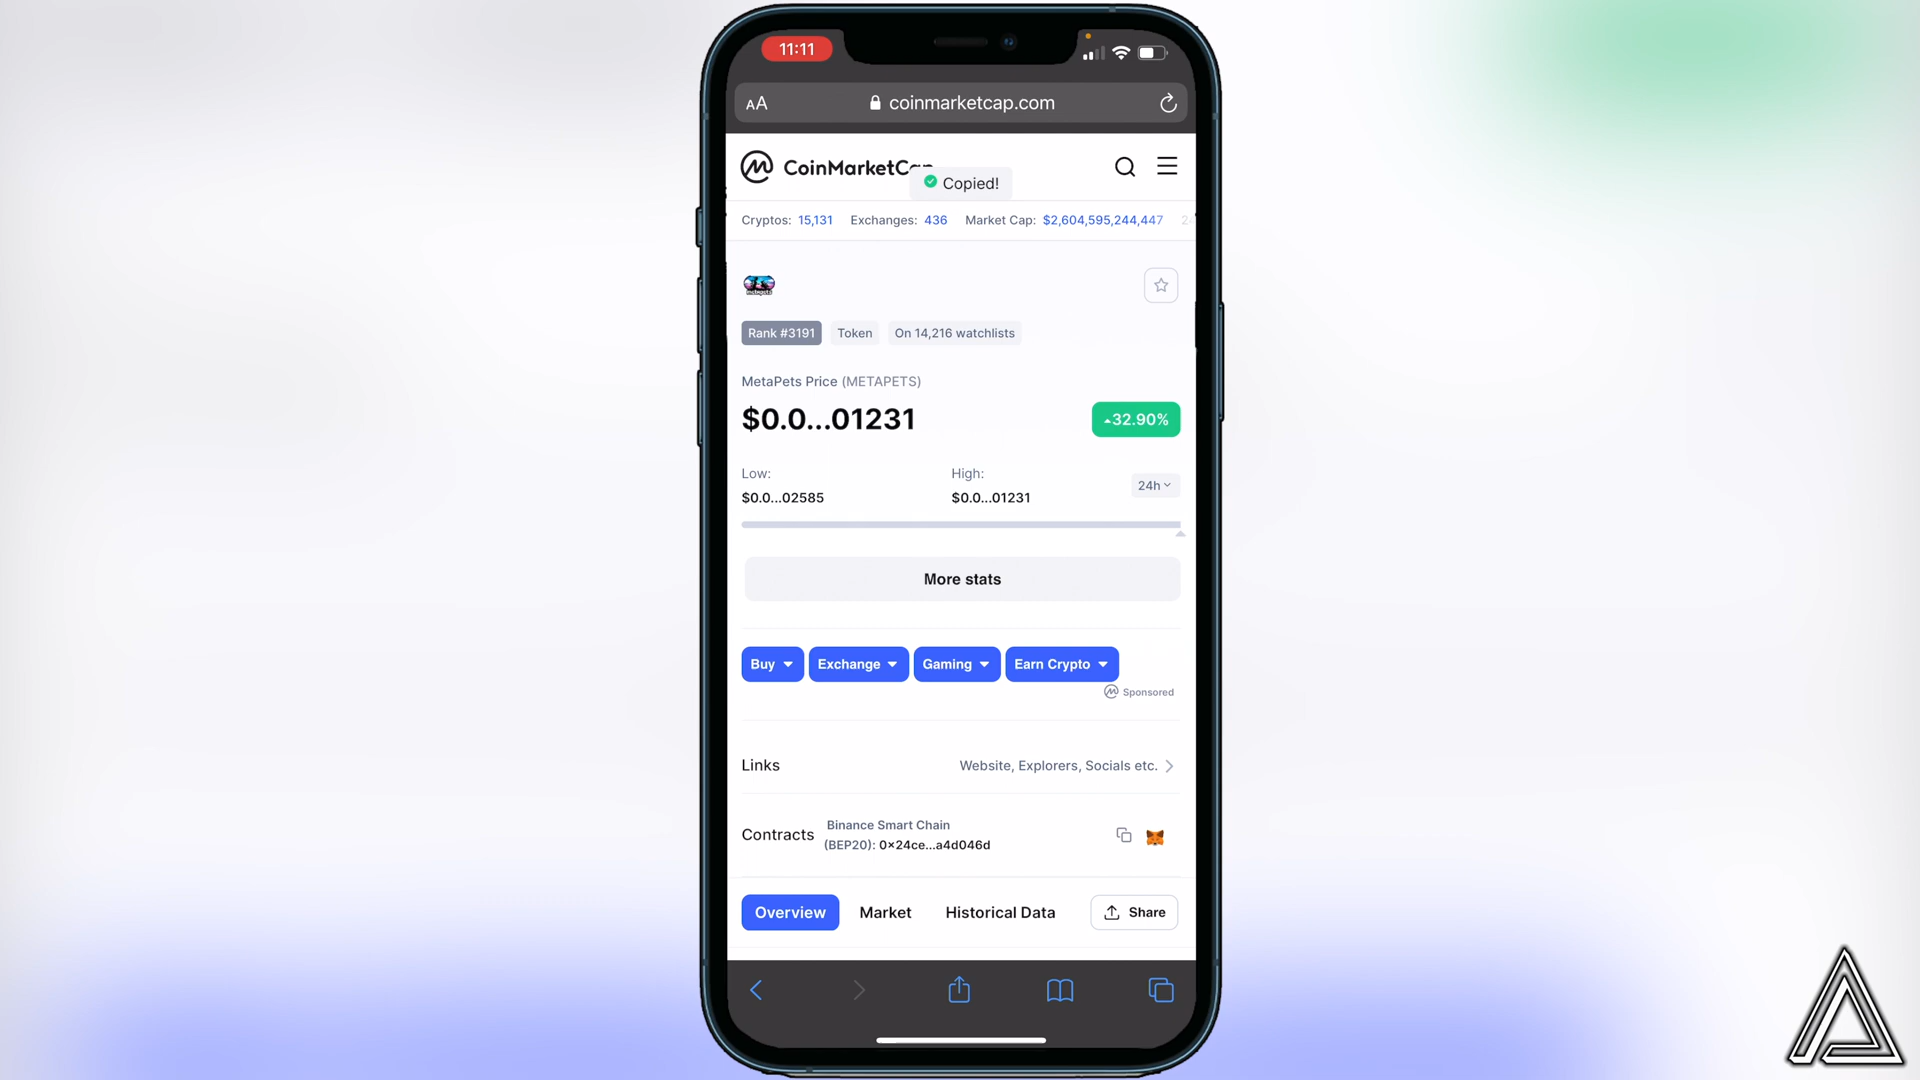 11:11
AA coinmarketcap.com
CoinMarketCap
Copied!
Cryptos: 15,131 Exchanges: 436 Market Cap: $2,604,595,244,447 2
Rank #3191 Token On 14,216 watchlists
MetaPets Price (METAPETS)
$0.0...01231 32.90%
Low: High:
24h
$0.0...02585 $0.0...01231
More stats
Buy Exchange Gaming Earn Crypto
Sponsored
Links Website, Explorers, Socials etc.
Contracts Binance Smart Chain
(BEP20): 0x24ce...a4d046d
Overview Market Historical Data Share